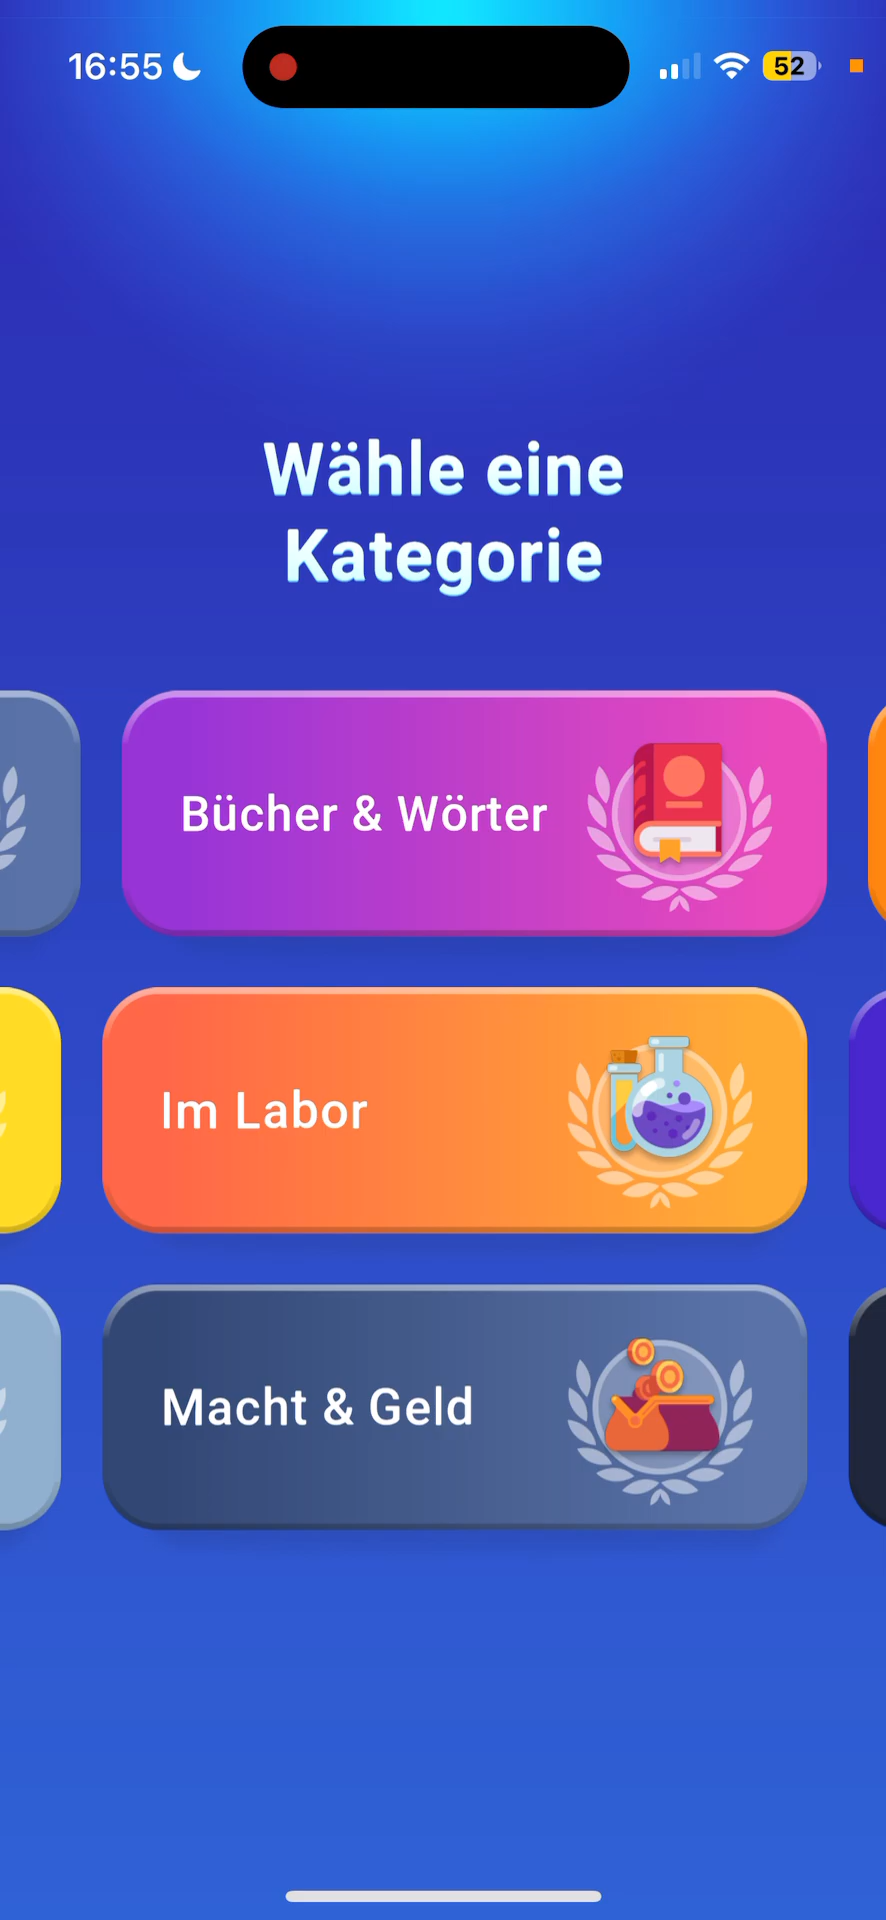 16:55
52
Wähle eine
Kategorie
Bücher & Wörter
Im Labor
Macht & Geld